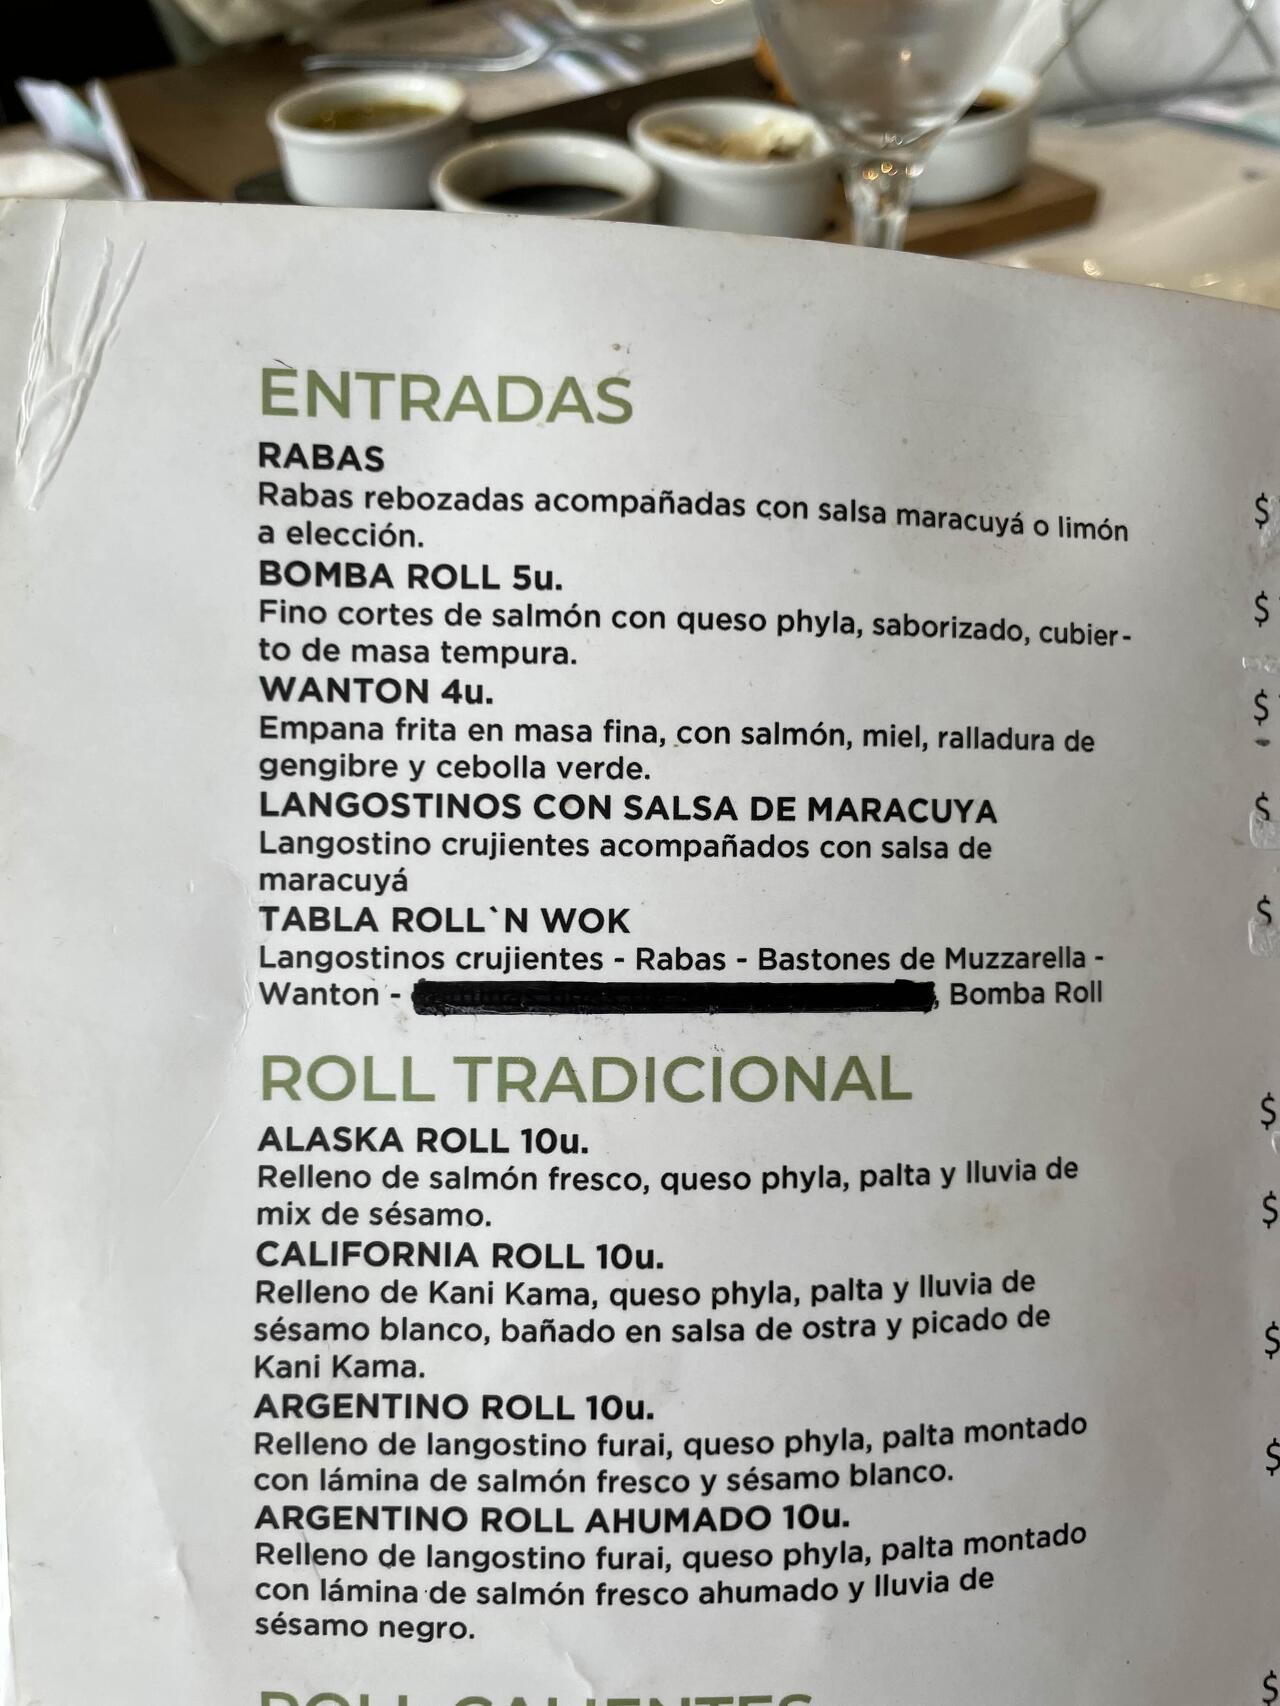 ENTRADAS
RABAS
Rabas rebozadas acompañadas con salsa maracuyá o limón $
a elección.
BOMBA ROLL 5u.
Fino cortes de salmón con queso phyla, saborizado, cubier- $
to de masa tempura.
WANTON 4u.
Empana frita en masa fina, con salmón, miel, ralladura de $
gengibre y cebolla verde.
LANGOSTINOS CON SALSA DE MARACUYA $
Langostino crujientes acompañados con salsa de
maracuyá
TABLA ROLL`N WOK $
Langostinos crujientes - Rabas - Bastones de Muzzarella -
Wanton - , Bomba Roll
ROLL TRADICIONAL
ALASKA ROLL 10u. $
Relleno de salmón fresco, queso phyla, palta y lluvia de
mix de sésamo. $
CALIFORNIA ROLL 10u.
Relleno de Kani Kama, queso phyla, palta y lluvia de
sésamo blanco, bañado en salsa de ostra y picado de $
Kani Kama.
ARGENTINO ROLL 10u.
Relleno de langostino furai, queso phyla, palta montado $
con lámina de salmón fresco y sésamo blanco.
ARGENTINO ROLL AHUMADO 10u.
Relleno de langostino furai, queso phyla, palta montado
con lámina de salmón fresco ahumado y lluvia de
sésamo negro.
ROLL CALIENTES $